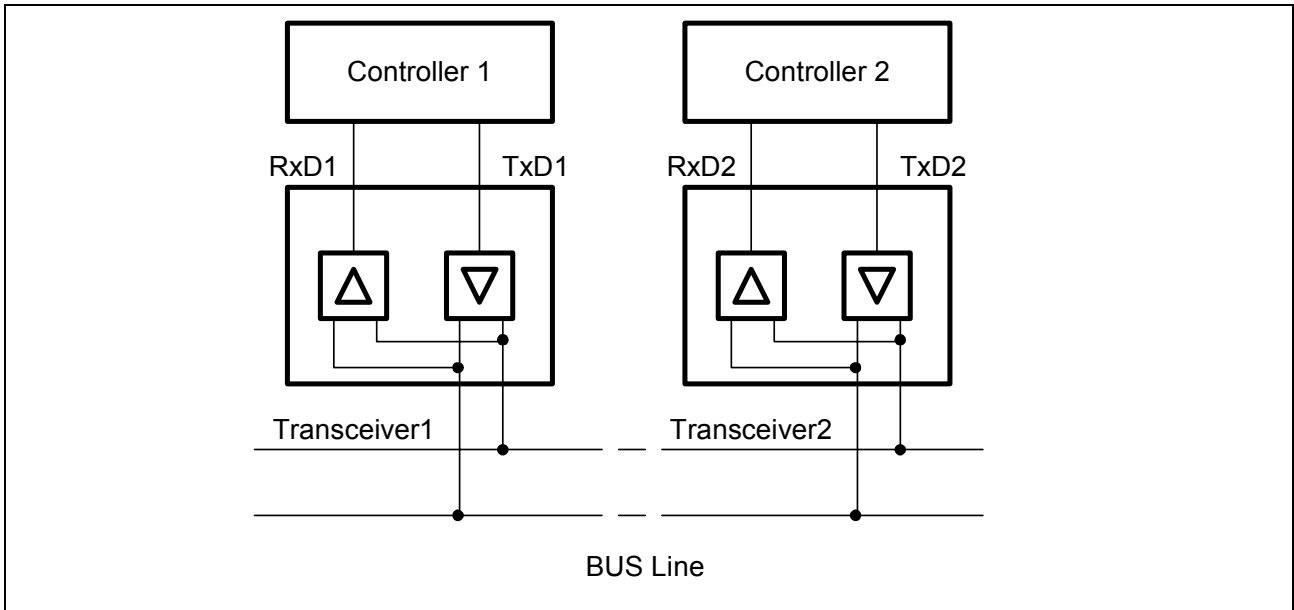 Controller 1
Controller 2
RxD1
TxD1
RxD2
TxD2
Transceiver1
Transceiver2
BUS Line